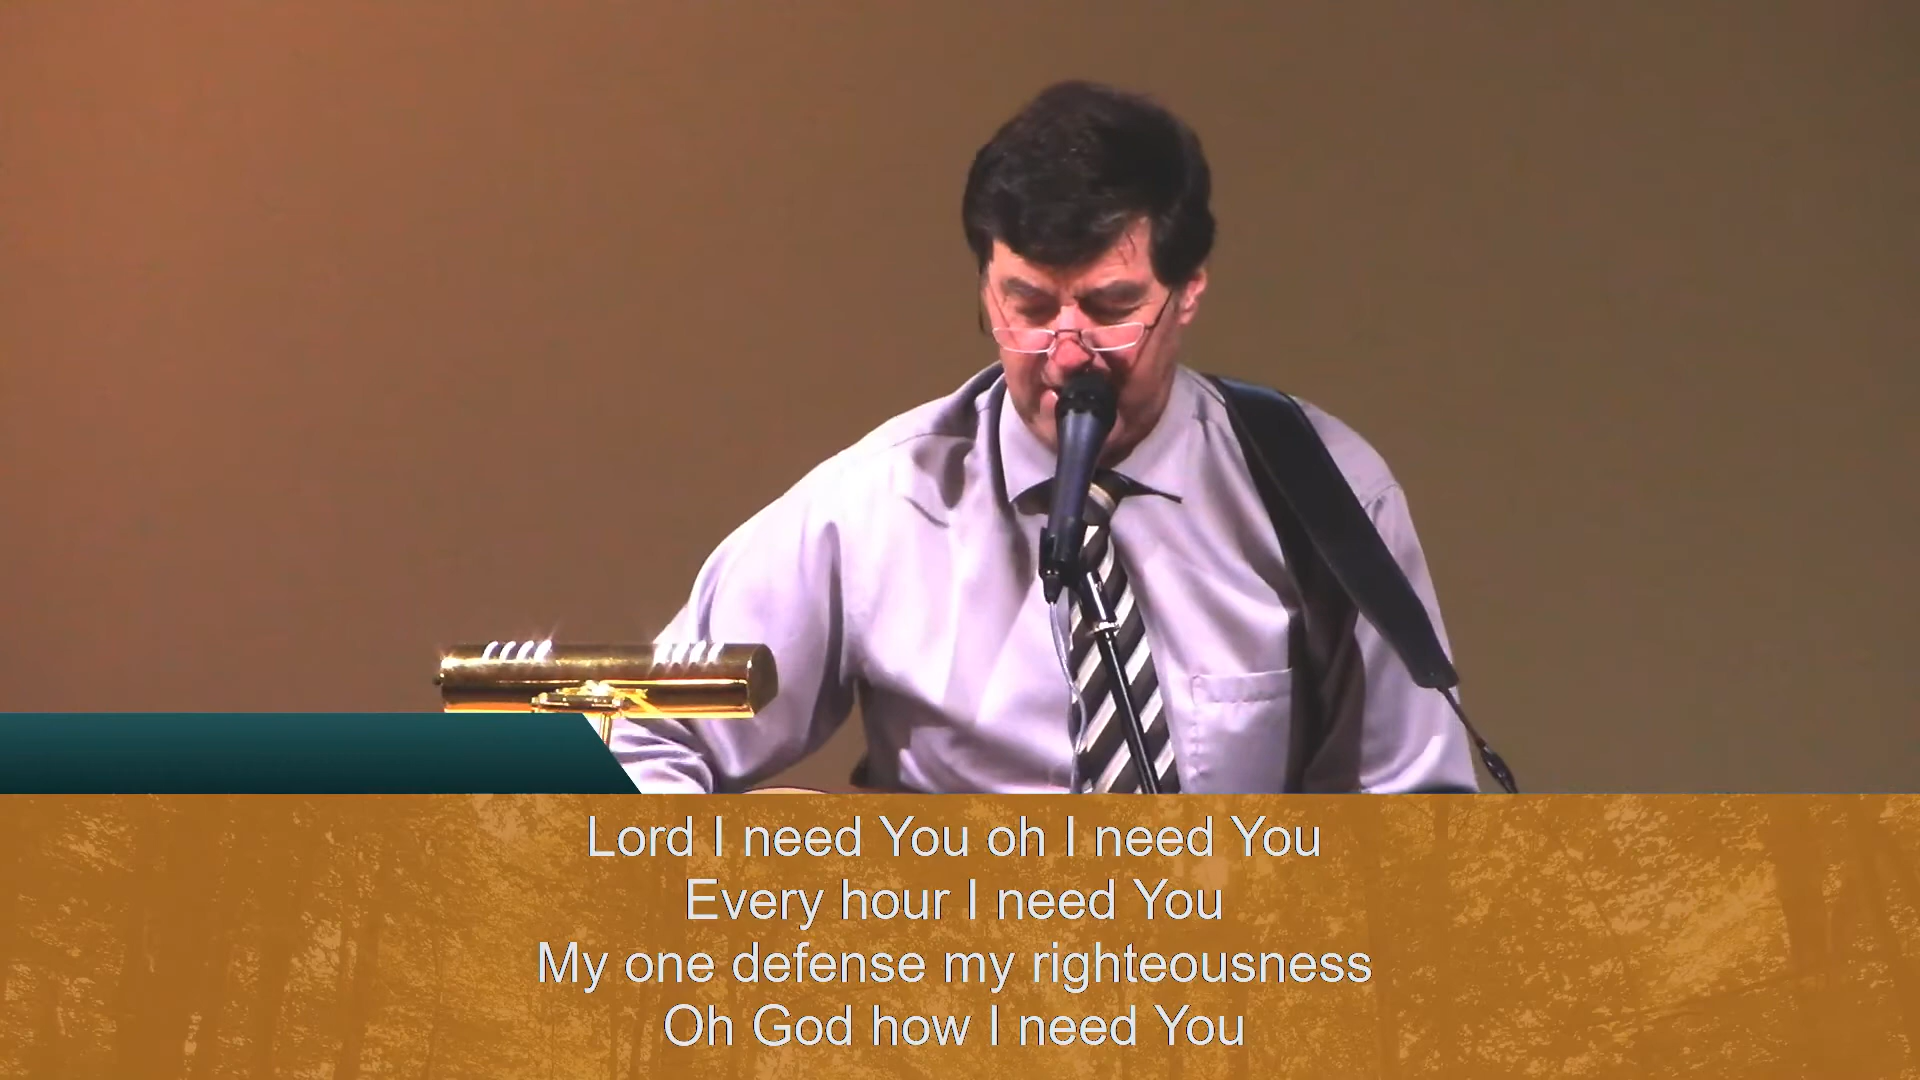 Lord I need You oh I need You
Every hour I need You
My one defense my righteousness
Oh God how I need You